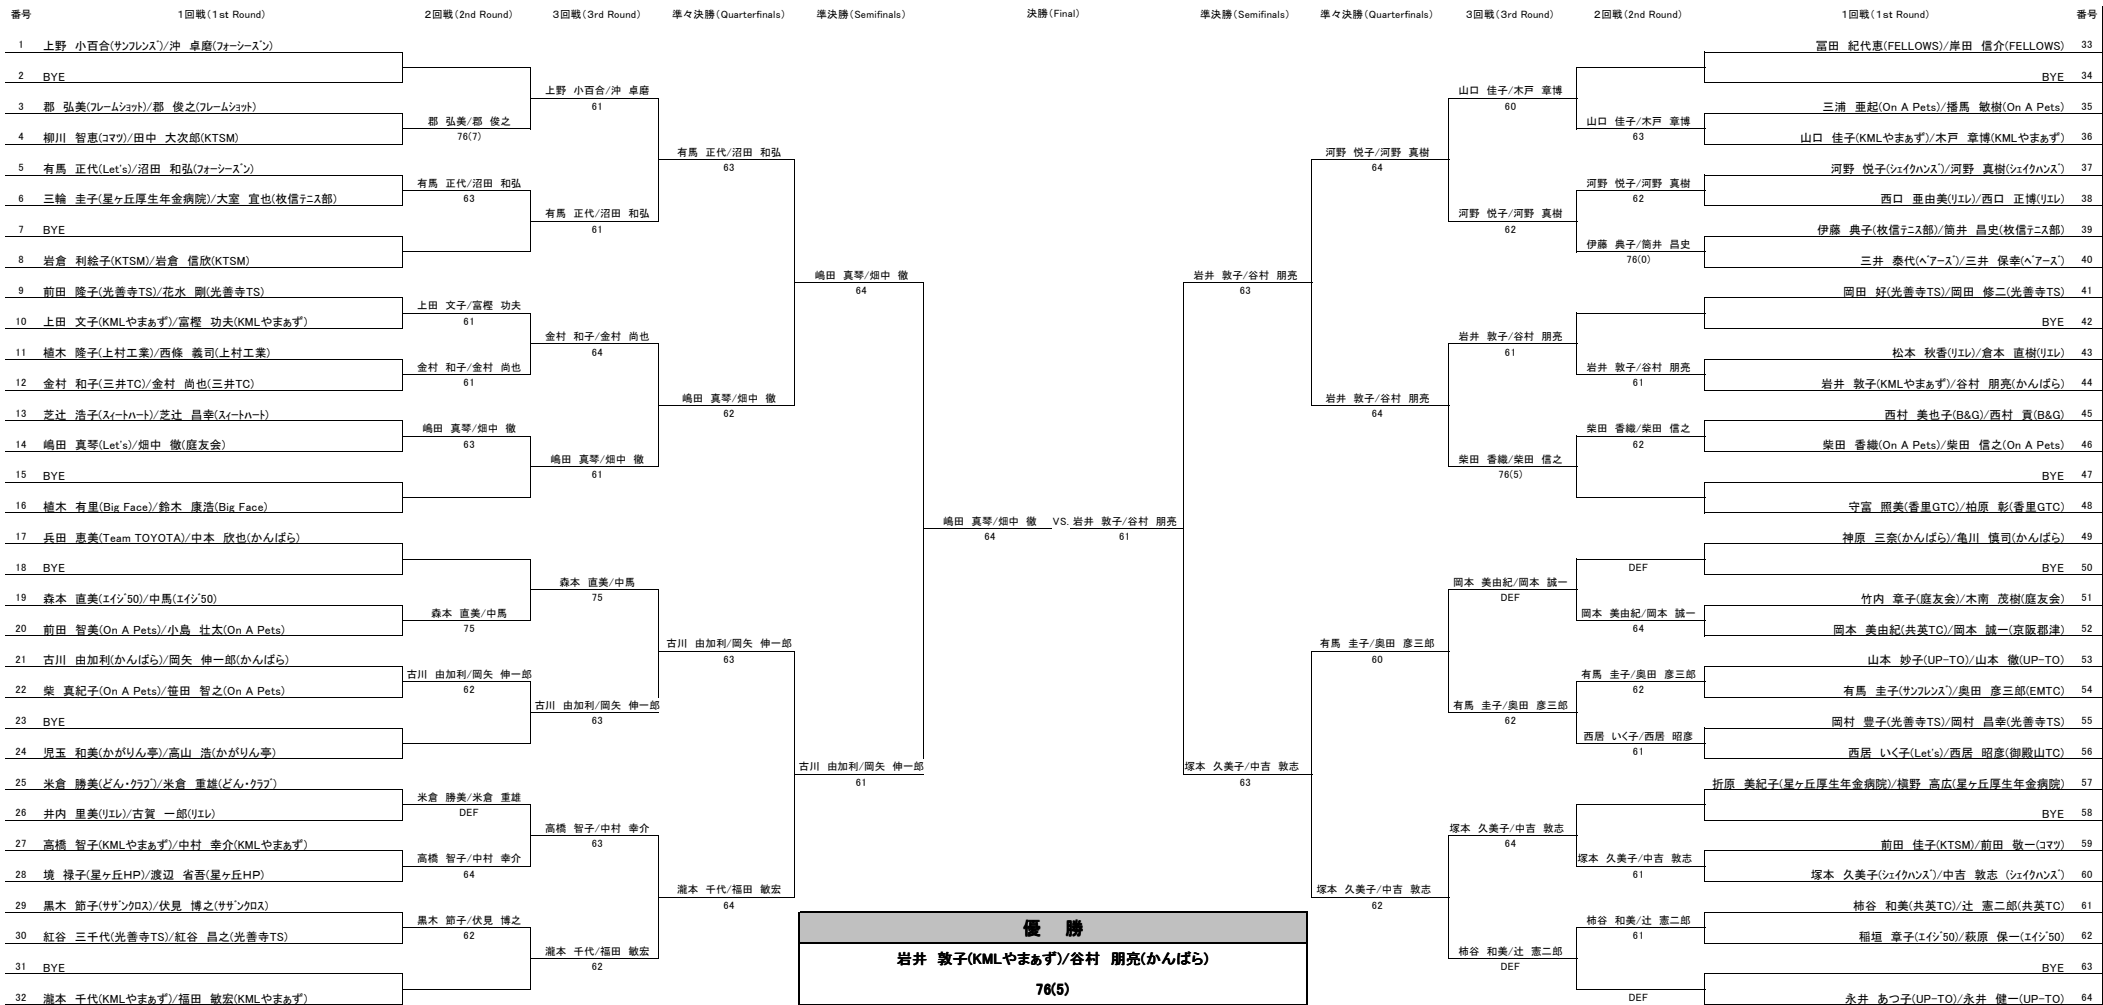 番号 1回戦(1st Round) 2回戦(2nd Round) 3回戦(3rd Round) 準々決勝(Quarterfinals) 準決勝(Semifinals) 決勝(Final) 準決勝(Semifinals) 準々決勝(Quarterfinals) 3回戦(3rd Round) 2回戦(2nd Round) 1回戦(1st Round) 番号
1 上野 小百合(サンフレンズ)/沖 卓磨(フォーシーズン)
2 BYE
3 郡 弘美(フレームショット)/郡 俊之(フレームショット)
4 柳川 智恵(コマツ)/田中 大次郎(KTSM)
5 有馬 正代(Let's)/沼田 和弘(フォーシーズン)
6 三輪 圭子(星ヶ丘厚生年金病院)/大室 宜也(枚信テニス部)
7 BYE
8 岩倉 利絵子(KTSM)/岩倉 信欣(KTSM)
9 前田 隆子(光善寺TS)/花水 剛(光善寺TS)
10 上田 文子(KMLやまぁず)/富樫 功夫(KMLやまぁず)
11 植木 隆子(上村工業)/西條 義司(上村工業)
12 金村 和子(三井TC)/金村 尚也(三井TC)
13 芝辻 浩子(スィートハート)/芝辻 昌幸(スィートハート)
14 嶋田 真琴(Let's)/畑中 徹(庭友会)
15 BYE
16 植木 有里(Big Face)/鈴木 康浩(Big Face)
17 兵田 恵美(Team TOYOTA)/中本 欣也(かんぱら)
18 BYE
19 森本 直美(エイジ50)/中馬(エイジ50)
20 前田 智美(On A Pets)/小島 壮太(On A Pets)
21 古川 由加利(かんぱら)/岡矢 伸一郎(かんぱら)
22 柴 真紀子(On A Pets)/笹田 智之(On A Pets)
23 BYE
24 児玉 和美(かがりん亭)/高山 浩(かがりん亭)
25 米倉 勝美(どん・クラブ)/米倉 重雄(どん・クラブ)
26 井内 里美(リエレ)/古賀 一郎(リエレ)
27 高橋 智子(KMLやまぁず)/中村 幸介(KMLやまぁず)
28 境 禄子(星ヶ丘HP)/渡辺 省吾(星ヶ丘HP)
29 黒木 節子(サザンクロス)/伏見 博之(サザンクロス)
30 紅谷 三千代(光善寺TS)/紅谷 昌之(光善寺TS)
31 BYE
32 瀧本 千代(KMLやまぁず)/福田 敏宏(KMLやまぁず)
郡 弘美/郡 俊之
76(7)
有馬 正代/沼田 和弘
63
上田 文子/富樫 功夫
61
金村 和子/金村 尚也
61
嶋田 真琴/畑中 徹
63
森本 直美/中馬
75
古川 由加利/岡矢 伸一郎
62
米倉 勝美/米倉 重雄
DEF
高橋 智子/中村 幸介
64
黒木 節子/伏見 博之
62
上野 小百合/沖 卓磨
61
有馬 正代/沼田 和弘
61
金村 和子/金村 尚也
64
嶋田 真琴/畑中 徹
61
森本 直美/中馬
75
古川 由加利/岡矢 伸一郎
63
高橋 智子/中村 幸介
63
瀧本 千代/福田 敏宏
62
有馬 正代/沼田 和弘
63
嶋田 真琴/畑中 徹
62
古川 由加利/岡矢 伸一郎
63
瀧本 千代/福田 敏宏
64
嶋田 真琴/畑中 徹
64
古川 由加利/岡矢 伸一郎
61
嶋田 真琴/畑中 徹 VS. 岩井 敦子/谷村 朋亮
64 61
岩井 敦子/谷村 朋亮
63
塚本 久美子/中吉 敦志
63
河野 悦子/河野 真樹
64
岩井 敦子/谷村 朋亮
64
有馬 圭子/奥田 彦三郎
60
塚本 久美子/中吉 敦志
62
山口 佳子/木戸 章博
60
河野 悦子/河野 真樹
62
岩井 敦子/谷村 朋亮
61
柴田 香織/柴田 信之
76(5)
岡本 美由紀/岡本 誠一
DEF
有馬 圭子/奥田 彦三郎
62
塚本 久美子/中吉 敦志
64
柿谷 和美/辻 憲二郎
DEF
山口 佳子/木戸 章博
63
河野 悦子/河野 真樹
62
伊藤 典子/筒井 昌史
76(0)
岩井 敦子/谷村 朋亮
61
柴田 香織/柴田 信之
62
DEF
岡本 美由紀/岡本 誠一
64
有馬 圭子/奥田 彦三郎
62
西居 いく子/西居 昭彦
61
塚本 久美子/中吉 敦志
61
柿谷 和美/辻 憲二郎
61
DEF
冨田 紀代恵(FELLOWS)/岸田 信介(FELLOWS) 33
BYE 34
三浦 亜起(On A Pets)/播馬 敏樹(On A Pets) 35
山口 佳子(KMLやまぁず)/木戸 章博(KMLやまぁず) 36
河野 悦子(シェイクハンズ)/河野 真樹(シェイクハンズ) 37
西口 亜由美(リエレ)/西口 正博(リエレ) 38
伊藤 典子(枚信テニス部)/筒井 昌史(枚信テニス部) 39
三井 泰代(ベアーズ)/三井 保幸(ベアーズ) 40
岡田 好(光善寺TS)/岡田 修二(光善寺TS) 41
BYE 42
松本 秋香(リエレ)/倉本 直樹(リエレ) 43
岩井 敦子(KMLやまぁず)/谷村 朋亮(かんぱら) 44
西村 美也子(B&G)/西村 貢(B&G) 45
柴田 香織(On A Pets)/柴田 信之(On A Pets) 46
BYE 47
守富 照美(香里GTC)/柏原 彰(香里GTC) 48
神原 三奈(かんぱら)/亀川 慎司(かんぱら) 49
BYE 50
竹内 章子(庭友会)/木南 茂樹(庭友会) 51
岡本 美由紀(共英TC)/岡本 誠一(京阪郡津) 52
山本 妙子(UP-TO)/山本 徹(UP-TO) 53
有馬 圭子(サンフレンズ)/奥田 彦三郎(EMTC) 54
岡村 豊子(光善寺TS)/岡村 昌幸(光善寺TS) 55
西居 いく子(Let's)/西居 昭彦(御殿山TC) 56
折原 美紀子(星ヶ丘厚生年金病院)/槇野 高広(星ヶ丘厚生年金病院) 57
BYE 58
前田 佳子(KTSM)/前田 敬一(コマツ) 59
塚本 久美子(シェイクハンズ)/中吉 敦志 (シェイクハンズ) 60
柿谷 和美(共英TC)/辻 憲二郎(共英TC) 61
稲垣 章子(エイジ50)/萩原 保一(エイジ50) 62
BYE 63
永井 あつ子(UP-TO)/永井 健一(UP-TO) 64
優 勝
岩井 敦子(KMLやまぁず)/谷村 朋亮(かんぱら)
76(5)